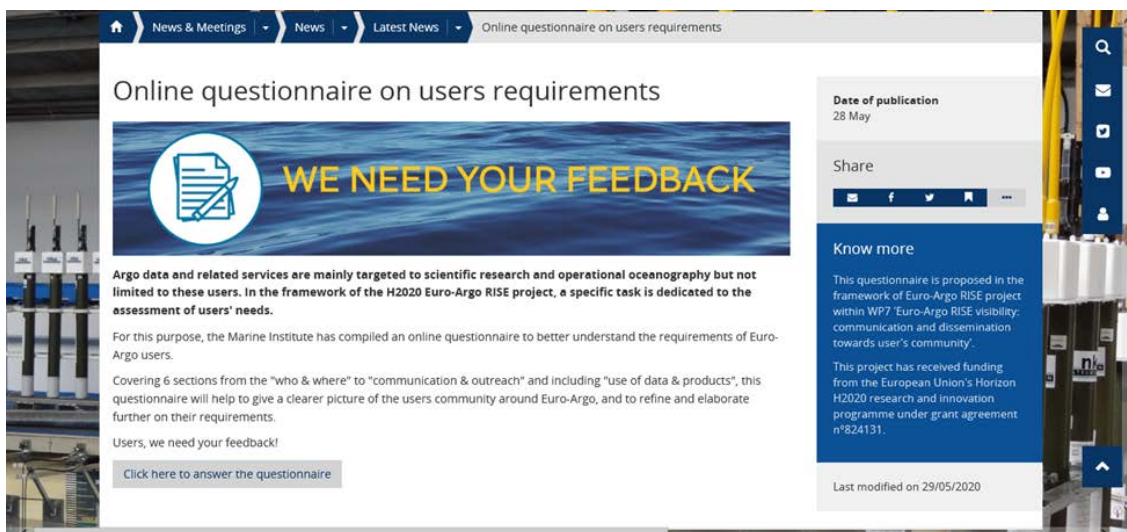 News & Meetings
News
Latest News
Online questionnaire on users requirements
Online questionnaire on users requirements
WE NEED YOUR FEEDBACK
Argo data and related services are mainly targeted to scientific research and operational oceanography but not
limited to these users. In the framework of the H2020 Euro-Argo RISE project, a specific task is dedicated to the
assessment of users' needs.
For this purpose, the Marine Institute has compiled an online questionnaire to better understand the requirements of Euro-
Argo users.
Covering 6 sections from the "who & where" to "communication & outreach" and including "use of data & products", this
questionnaire will help to give a clearer picture of the users community around Euro-Argo, and to refine and elaborate
further on their requirements.
Users, we need your feedback!
Click here to answer the questionnaire
Date of publication
28 May
Share
Know more
This questionnaire is proposed in the
framework of Euro-Argo RISE project
within WP7 'Euro-Argo RISE visibility:
communication and dissemination
towards user's community'.
This project has received funding
from the European Union's Horizon
H2020 research and innovation
programme under grant agreement
n°824131.
Last modified on 29/05/2020